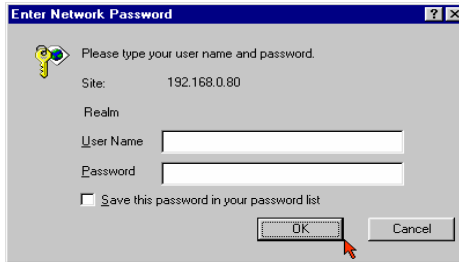 Enter Network Password
Please type your user name and password.
Site: 192.168.0.80
Realm
User Name
Password
Save this password in your password list
OK Cancel